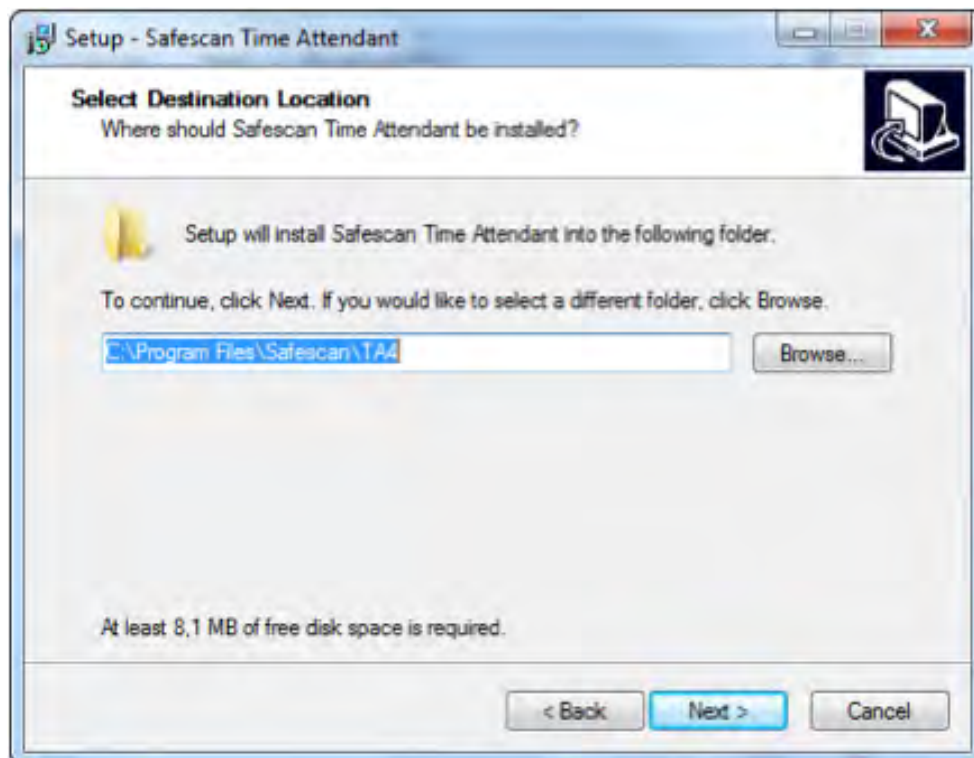 Setup - Safescan Time Attendant
Select Destination Location
Where should Safescan Time Attendant be installed?
Setup will install Safescan Time Attendant into the following folder.
To continue, click Next. If you would like to select a different folder, click Browse.
C:\Program Files\Safescan\TA4
Browse...
At least 8,1 MB of free disk space is required.
< Back
Next >
Cancel